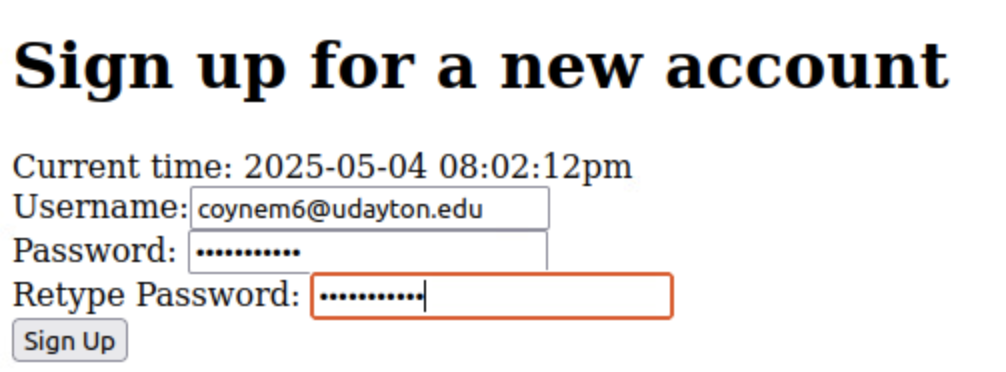 Sign up for a new account
Current time: 2025-05-04 08:02:12pm
Username: coynem6@udayton.edu
Password: •••••••••••
Retype Password: •••••••••••
Sign Up